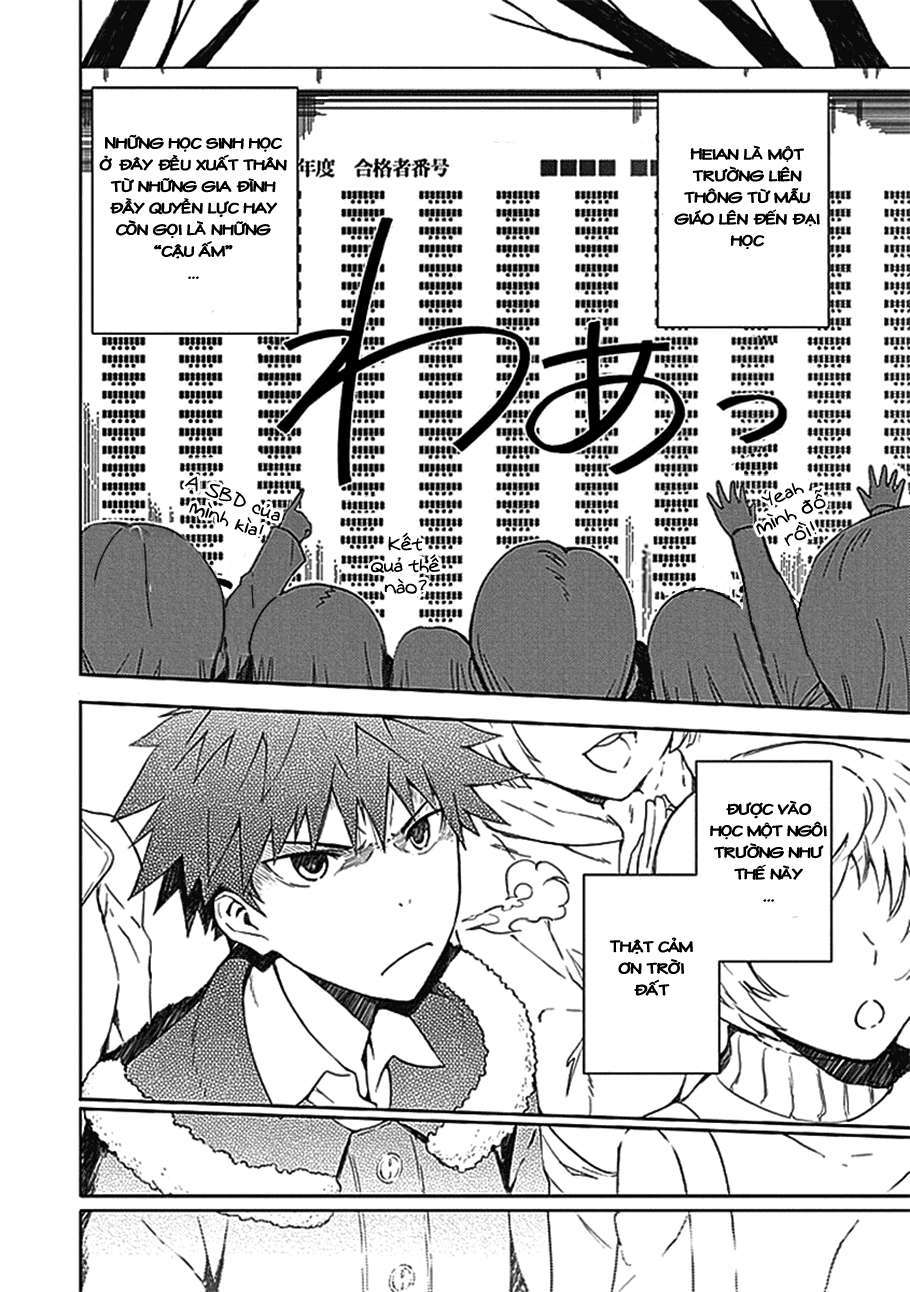 HEIAN LÀ MỘT
TRƯỜNG LIÊN
THÔNG TỪ MẪU
GIÁO LÊN ĐẾN ĐẠI
HỌC
NHỮNG HỌC SINH HỌC
Ở ĐÂY ĐỀU XUẤT THÂN
TỪ NHỮNG GIA ĐÌNH
ĐẦY QUYỀN LỰC HAY
CÒN GỌI LÀ NHỮNG
“CẬU ẤM”
...
年度 合格者番号
わあっ
Yeah
mình đỗ
rồi!!
Kết
Quả thế
nào?
A SBD của
mình kìa!
ĐƯỢC VÀO
HỌC MỘT NGÔI
TRƯỜNG NHƯ
THẾ NÀY
...
THẬT CẢM
ƠN TRỜI
ĐẤT